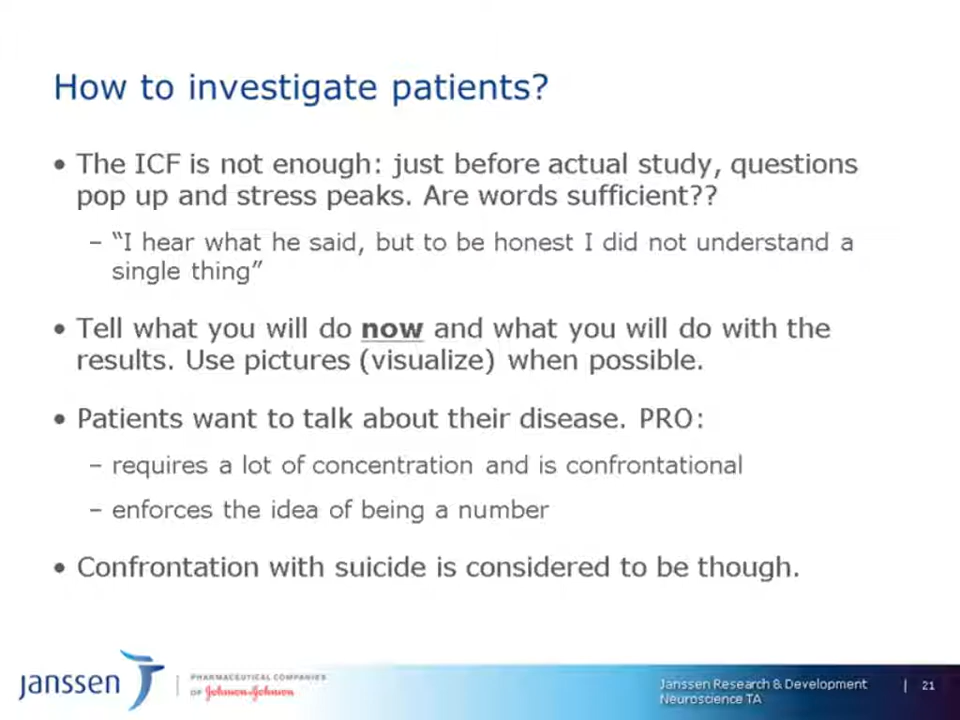 How to investigate patients?
• The ICF is not enough: just before actual study, questions
pop up and stress peaks. Are words sufficient??
– “I hear what he said, but to be honest I did not understand a
single thing”
• Tell what you will do now and what you will do with the
results. Use pictures (visualize) when possible.
• Patients want to talk about their disease. PRO:
– requires a lot of concentration and is confrontational
– enforces the idea of being a number
• Confrontation with suicide is considered to be though.
janssen
PHARMACEUTICAL COMPANIES
OF Johnson & Johnson
Janssen Research & Development
Neuroscience TA
| 21